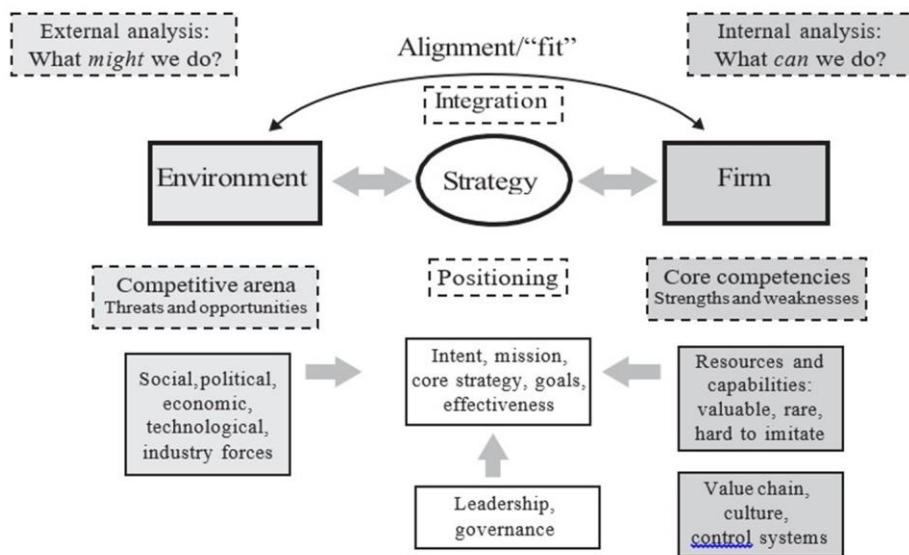 External analysis:
What might we do?
Alignment/“fit”
Internal analysis:
What can we do?
Integration
Environment
Strategy
Firm
Competitive arena
Threats and opportunities
Positioning
Core competencies
Strengths and weaknesses
Social, political,
economic,
technological,
industry forces
Intent, mission,
core strategy, goals,
effectiveness
Resources and
capabilities:
valuable, rare,
hard to imitate
Leadership,
governance
Value chain,
culture,
control systems